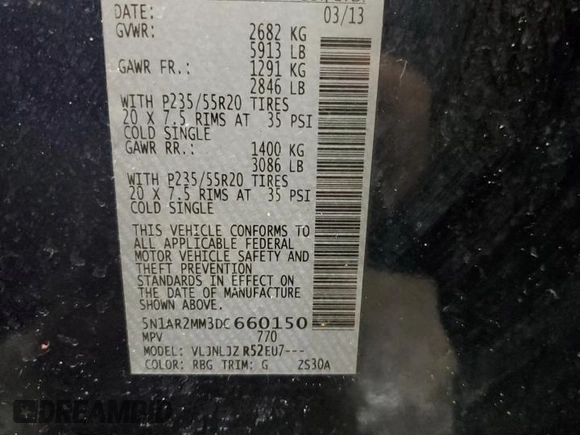 DATE: 03/13
GVWR: 2682 KG
5913 LB
GAWR FR.: 1291 KG
2846 LB
WITH P235/55R20 TIRES
20 X 7.5 RIMS AT 35 PSI
COLD SINGLE
GAWR RR.: 1400 KG
3086 LB
WITH P235/55R20 TIRES
20 X 7.5 RIMS AT 35 PSI
COLD SINGLE
THIS VEHICLE CONFORMS TO
ALL APPLICABLE FEDERAL
MOTOR VEHICLE SAFETY AND
THEFT PREVENTION
STANDARDS IN EFFECT ON
THE DATE OF MANUFACTURE
SHOWN ABOVE.
5N1AR2MM3DC660150
MPV 770
MODEL: VLJNLJZ R52EU7---
COLOR: RBG TRIM: G 2S30A
DREAMBID